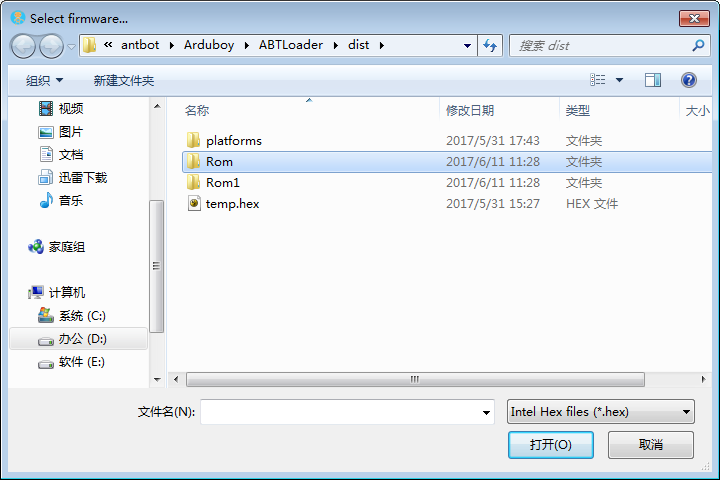 Select firmware...
« antbot ▸ Arduboy ▸ ABTLoader ▸ dist ▸
搜索 dist
组织 新建文件夹
名称 修改日期 类型 大小
视频
图片
文档
迅雷下载
音乐
家庭组
计算机
系统 (C:)
办公 (D:)
软件 (E:)
platforms 2017/5/31 17:43 文件夹
Rom 2017/6/11 11:28 文件夹
Rom1 2017/6/11 11:28 文件夹
temp.hex 2017/5/31 15:27 HEX 文件
文件名(N): Intel Hex files (*.hex)
打开(O) 取消